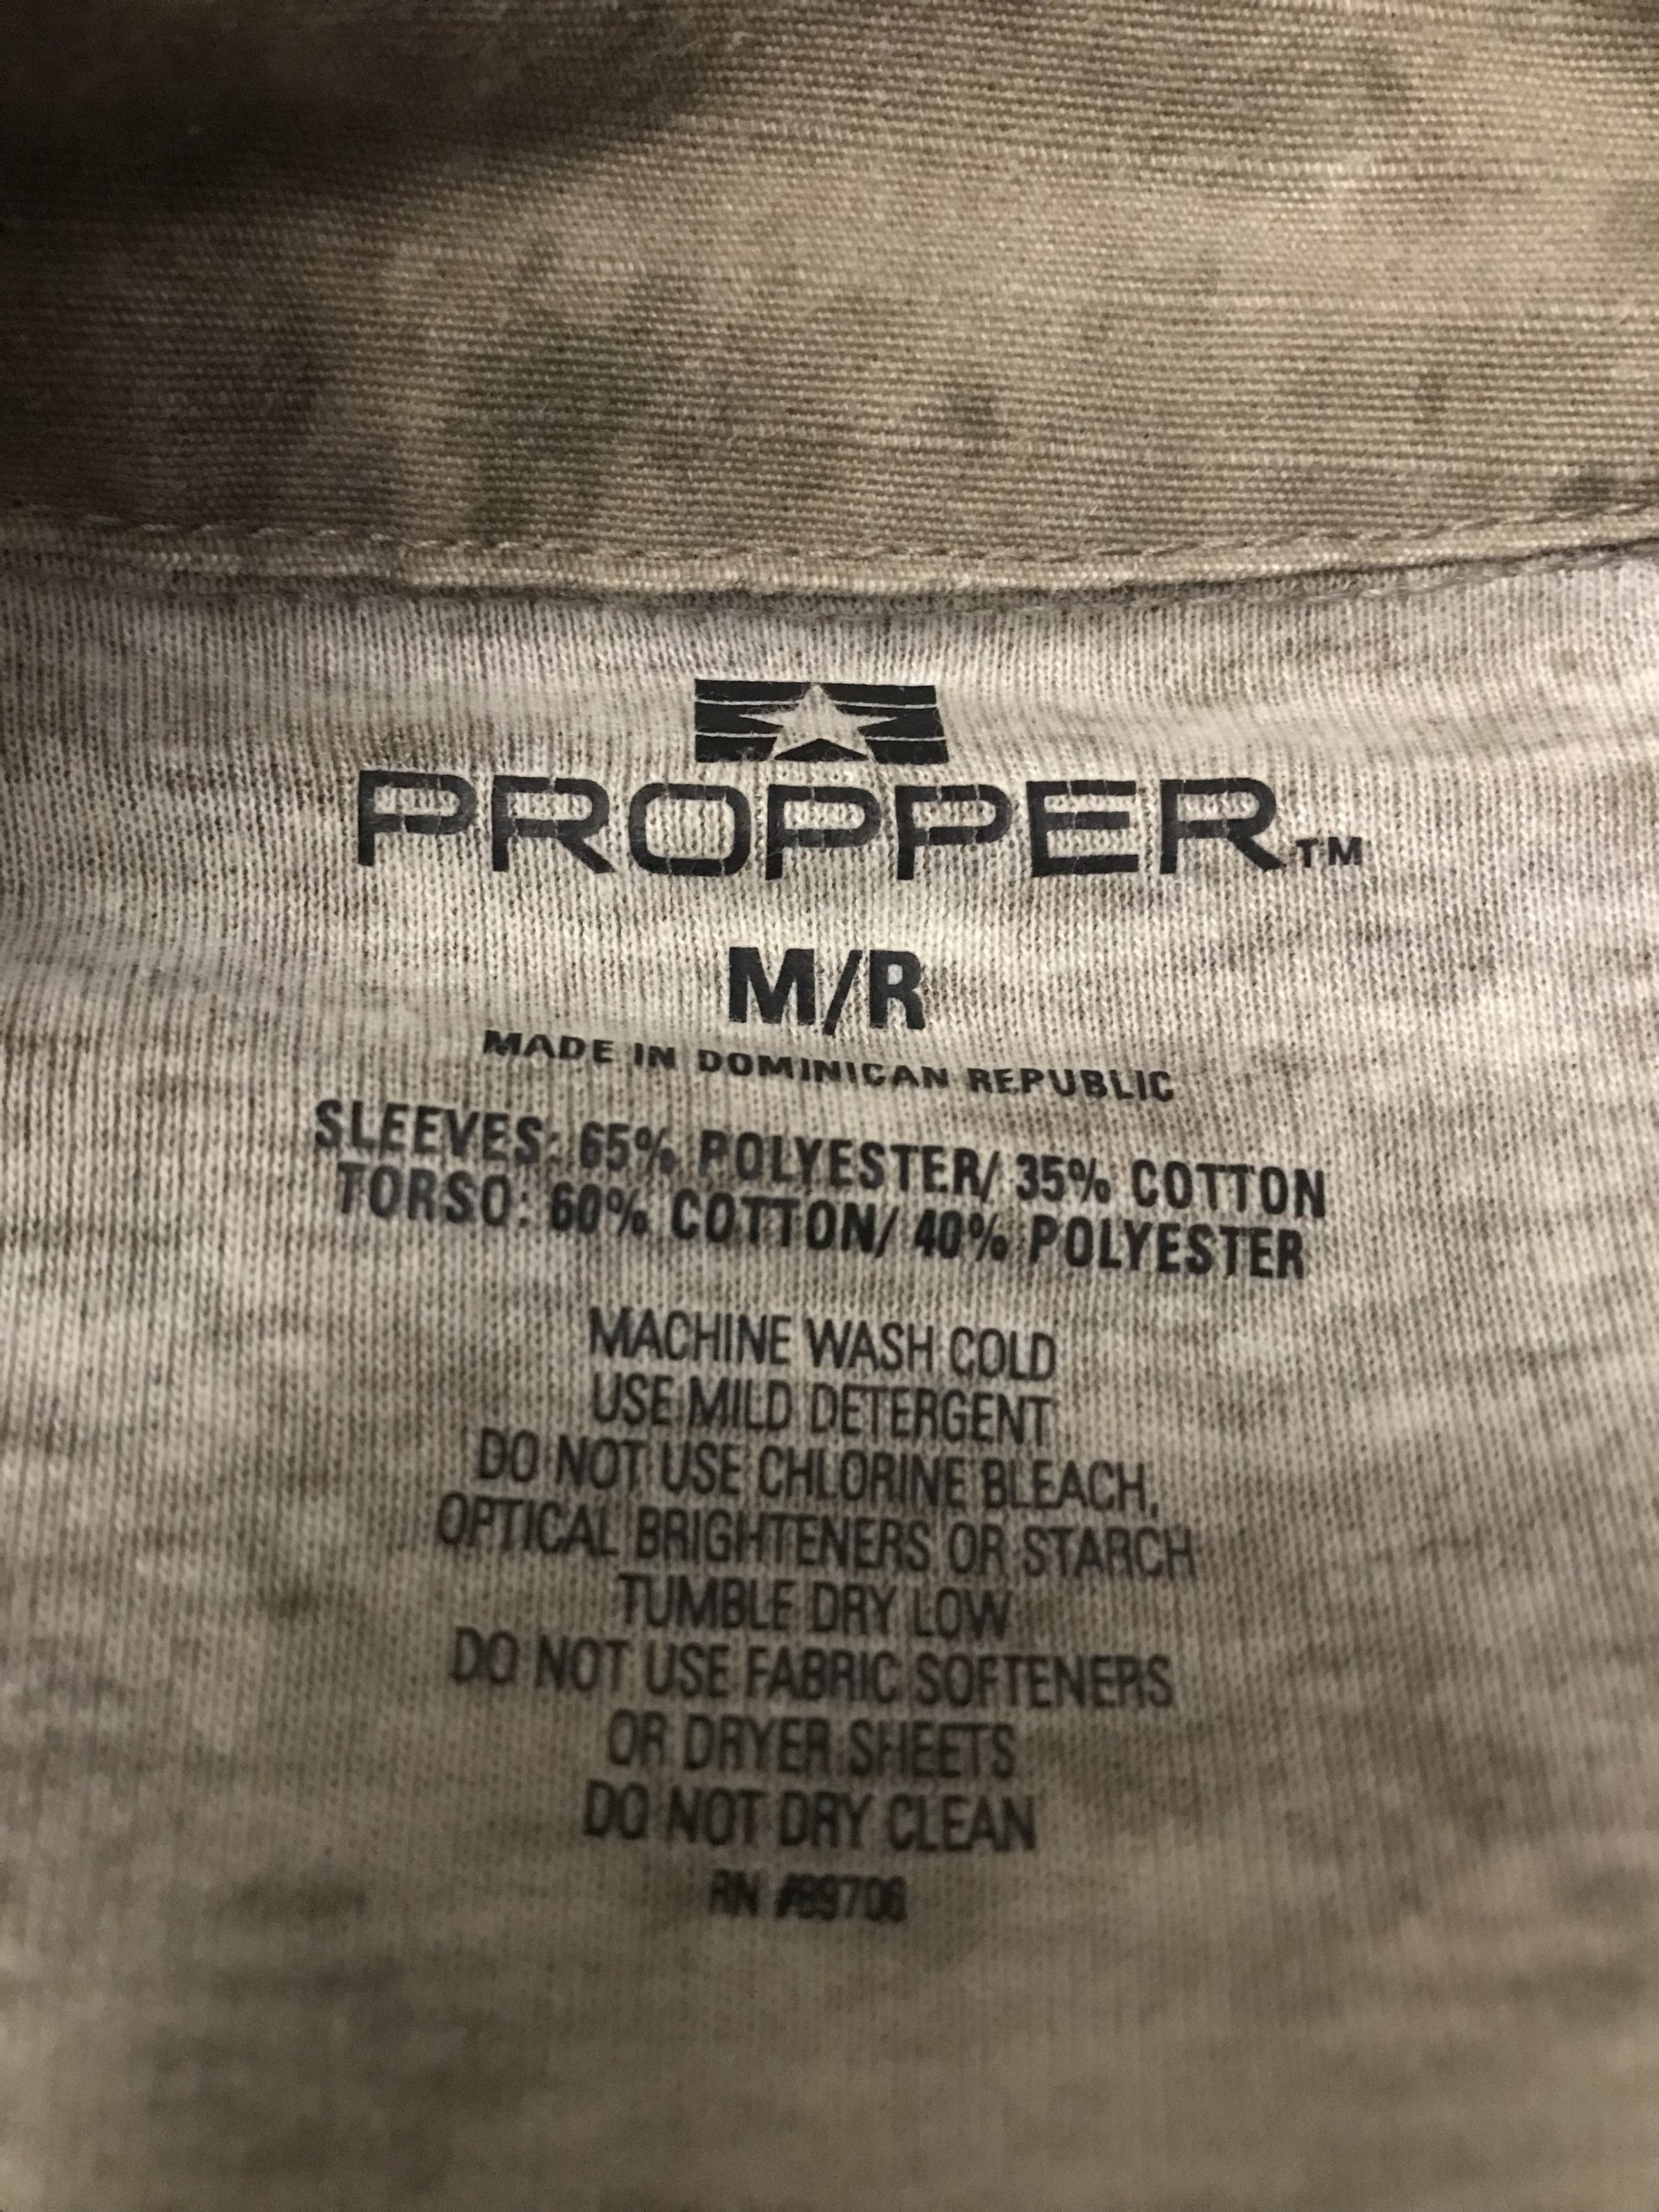 PROPPER™
M/R
MADE IN DOMINICAN REPUBLIC
SLEEVES: 65% POLYESTER/ 35% COTTON
TORSO: 60% COTTON/ 40% POLYESTER
MACHINE WASH COLD
USE MILD DETERGENT
DO NOT USE CHLORINE BLEACH,
OPTICAL BRIGHTENERS OR STARCH
TUMBLE DRY LOW
DO NOT USE FABRIC SOFTENERS
OR DRYER SHEETS
DO NOT DRY CLEAN
RN